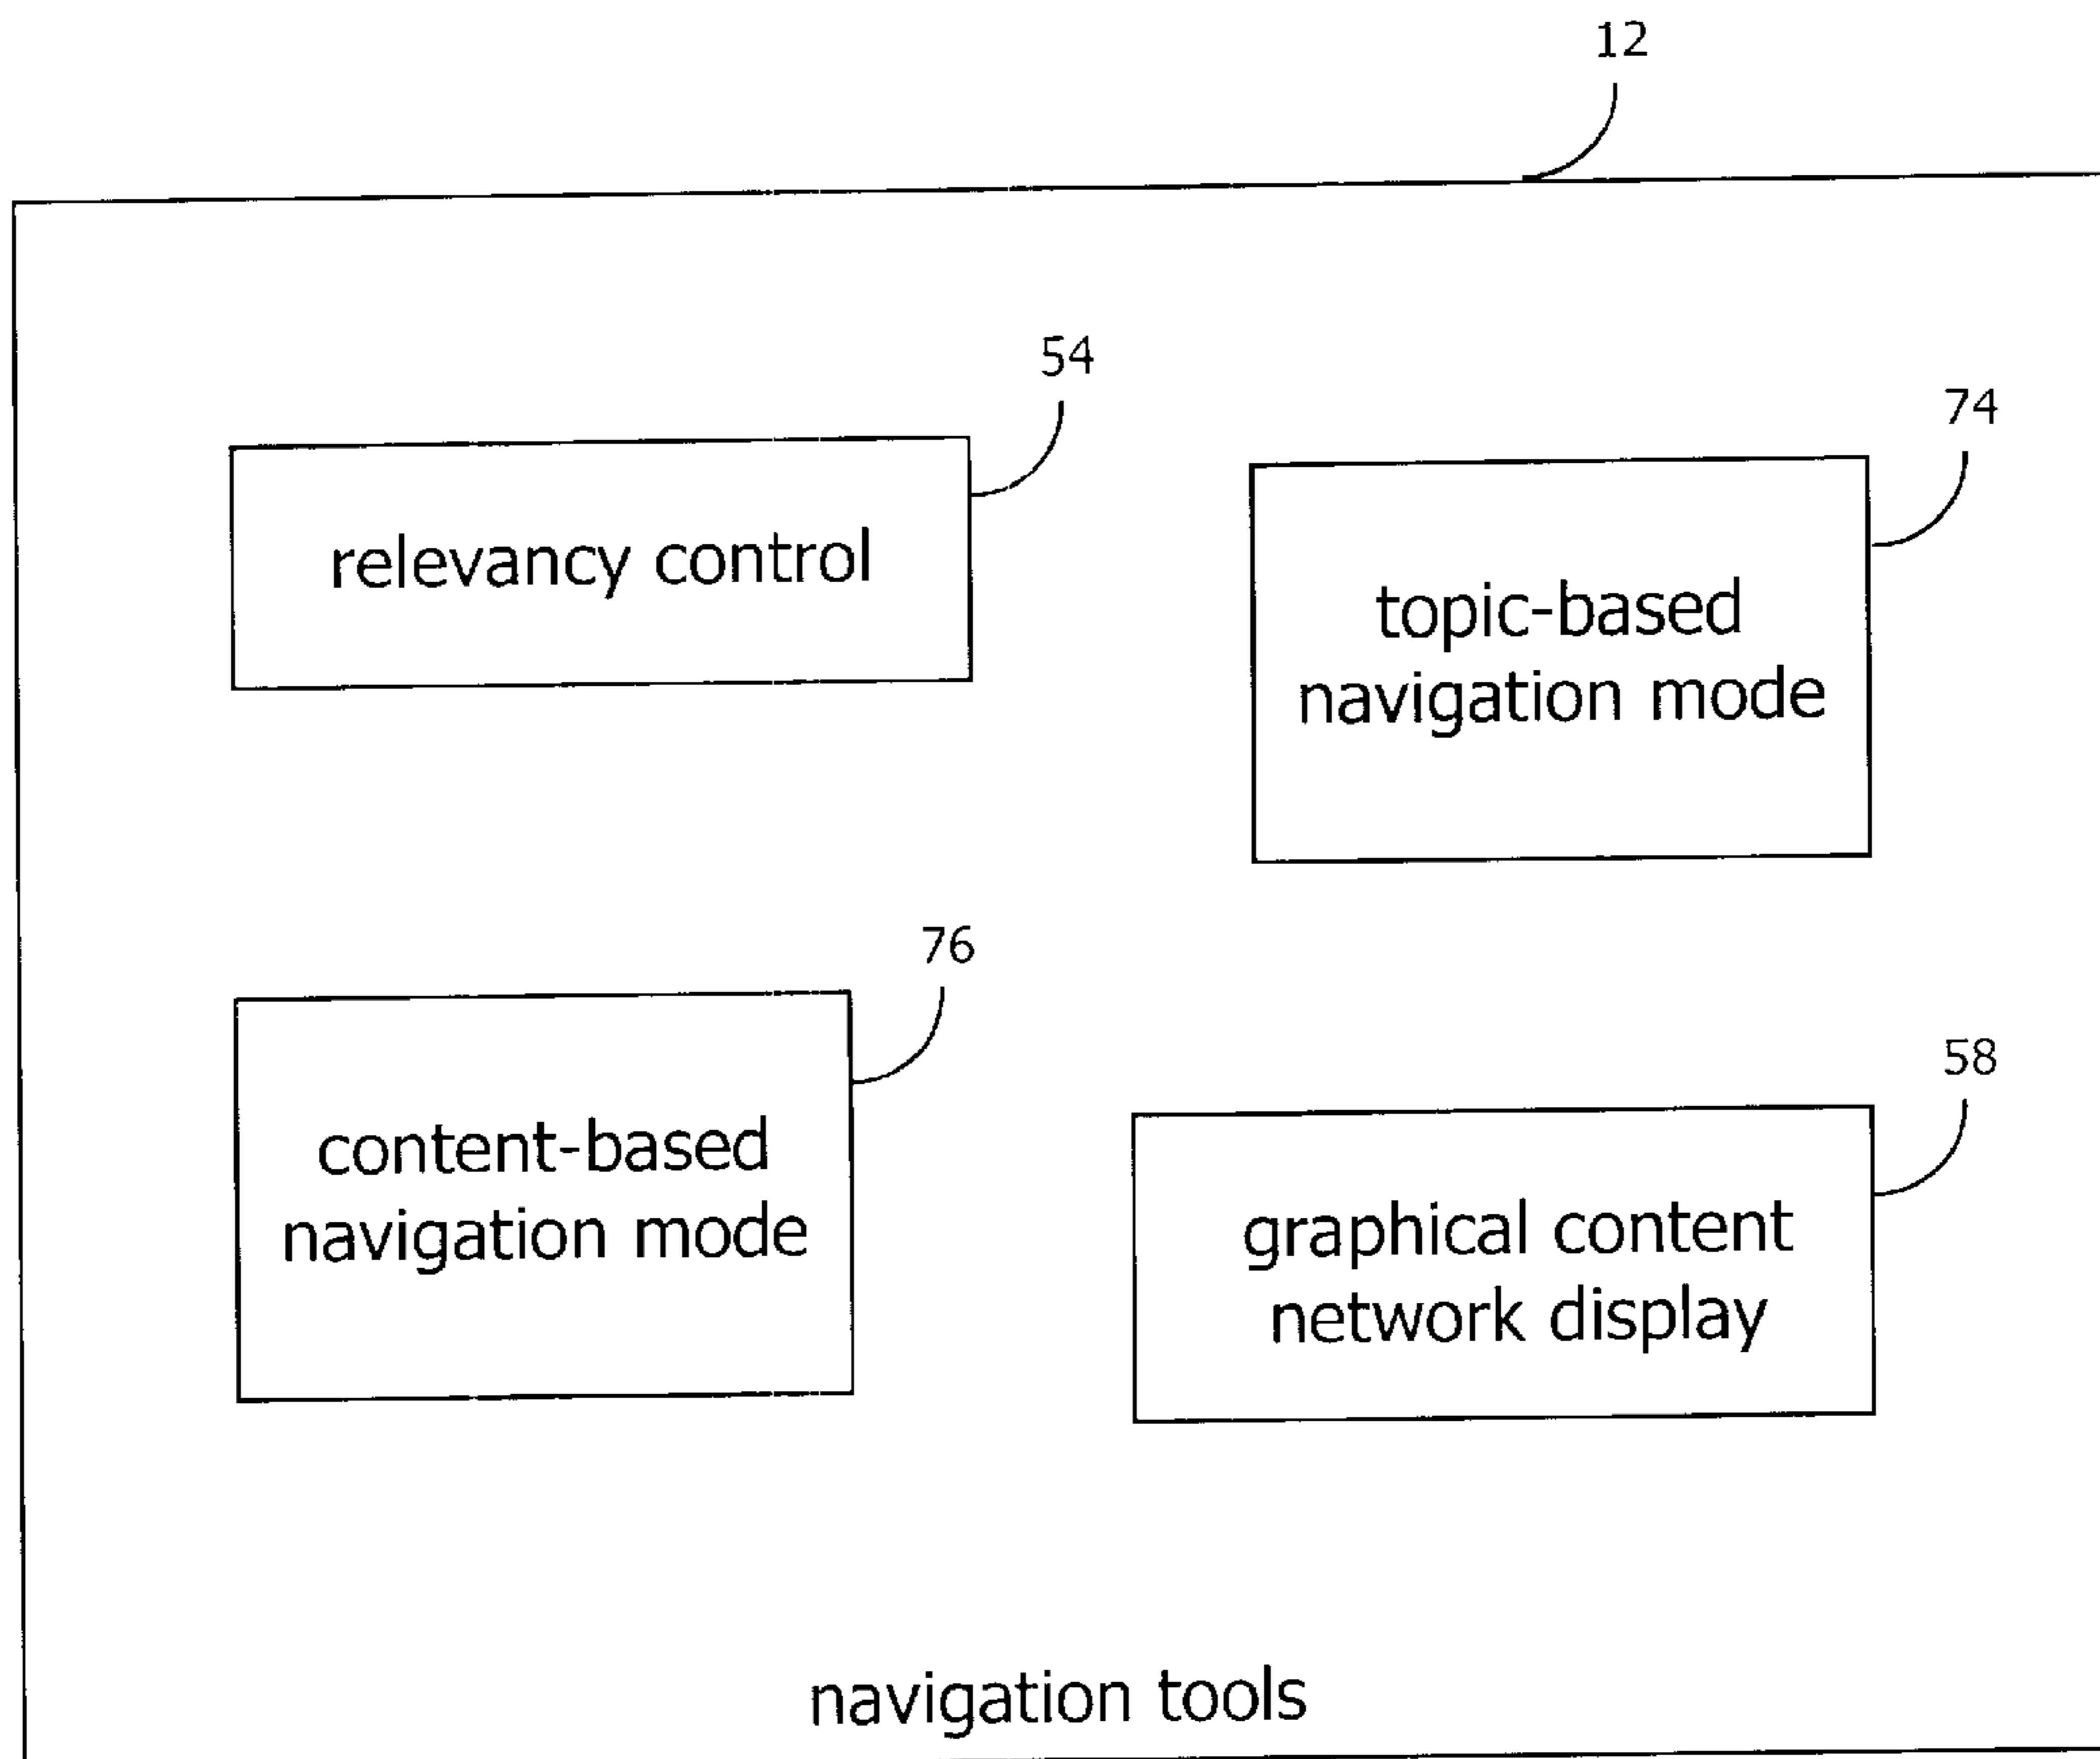 12
54
74
relevancy control
topic-based
navigation mode
76
58
content-based
navigation mode
graphical content
network display
navigation tools